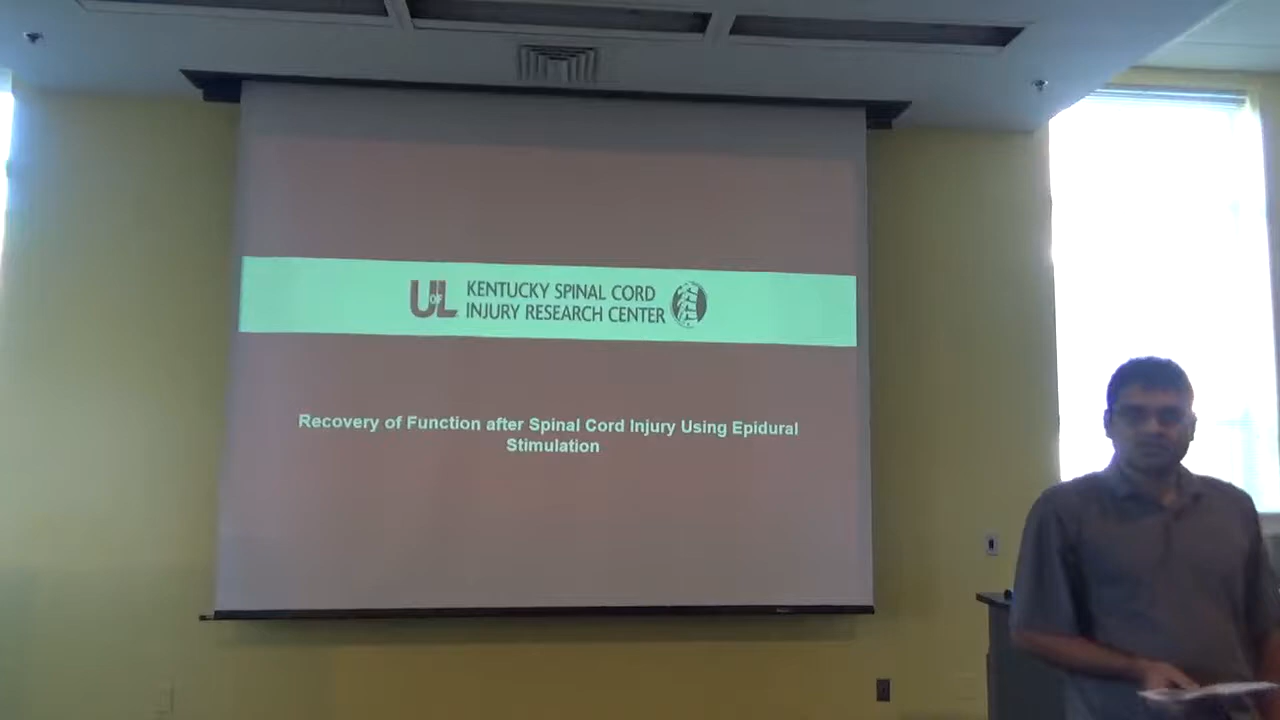 UOFL
KENTUCKY SPINAL CORD
INJURY RESEARCH CENTER
Recovery of Function after Spinal Cord Injury Using Epidural
Stimulation